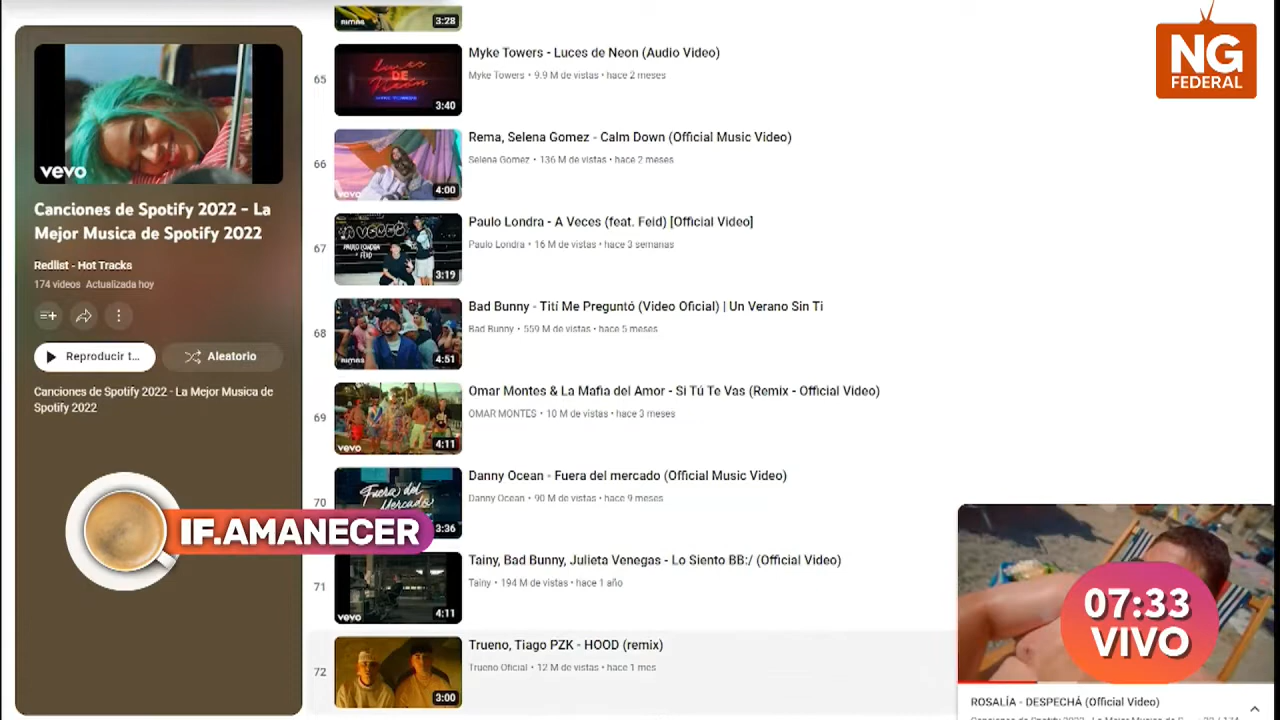 3:28
NG
FEDERAL
vevo
Canciones de Spotify 2022 - La
Mejor Musica de Spotify 2022
Redlist - Hot Tracks
174 videos Actualizada hoy
Reproducir t...
Aleatorio
Canciones de Spotify 2022 - La Mejor Musica de
Spotify 2022
65
3:40
Myke Towers - Luces de Neon (Audio Video)
Myke Towers • 9.9 M de vistas • hace 2 meses
66
vevo
4:00
Rema, Selena Gomez - Calm Down (Official Music Video)
Selena Gomez • 136 M de vistas • hace 2 meses
67
3:19
Paulo Londra - A Veces (feat. Feid) [Official Video]
Paulo Londra • 16 M de vistas • hace 3 semanas
68
RIMAS
4:51
Bad Bunny - Tití Me Preguntó (Video Oficial) | Un Verano Sin Ti
Bad Bunny • 559 M de vistas • hace 5 meses
69
vevo
4:11
Omar Montes & La Mafia del Amor - Si Tú Te Vas (Remix - Official Video)
OMAR MONTES • 10 M de vistas • hace 3 meses
70
Fuera del
Mercado
3:36
Danny Ocean - Fuera del mercado (Official Music Video)
Danny Ocean • 90 M de vistas • hace 9 meses
IF.AMANECER
71
vevo
4:11
Tainy, Bad Bunny, Julieta Venegas - Lo Siento BB:/ (Official Video)
Tainy • 194 M de vistas • hace 1 año
72
3:00
Trueno, Tiago PZK - HOOD (remix)
Trueno Oficial • 12 M de vistas • hace 1 mes
07:33
VIVO
ROSALÍA - DESPECHÁ (Official Video)